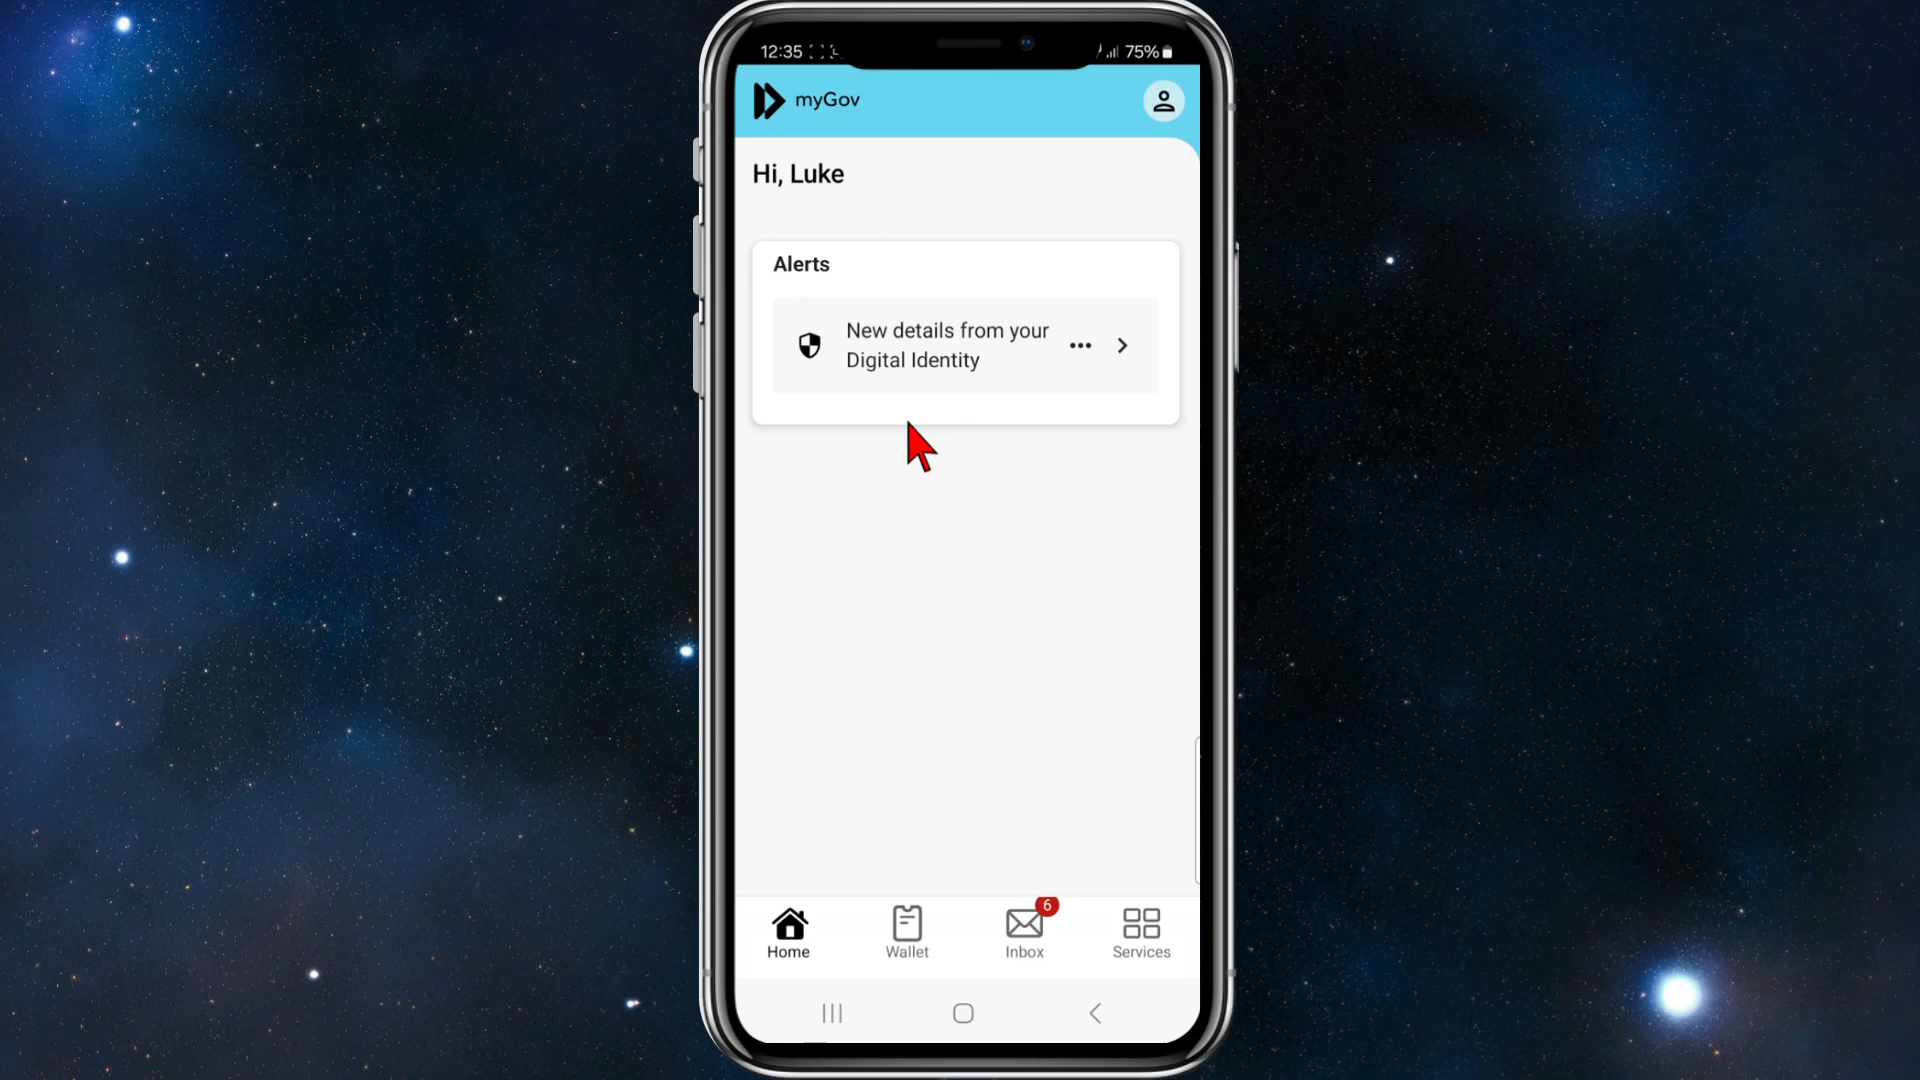 12:35
75%
myGov
Hi, Luke
Alerts
New details from your
Digital Identity
6
Home
Wallet
Inbox
Services